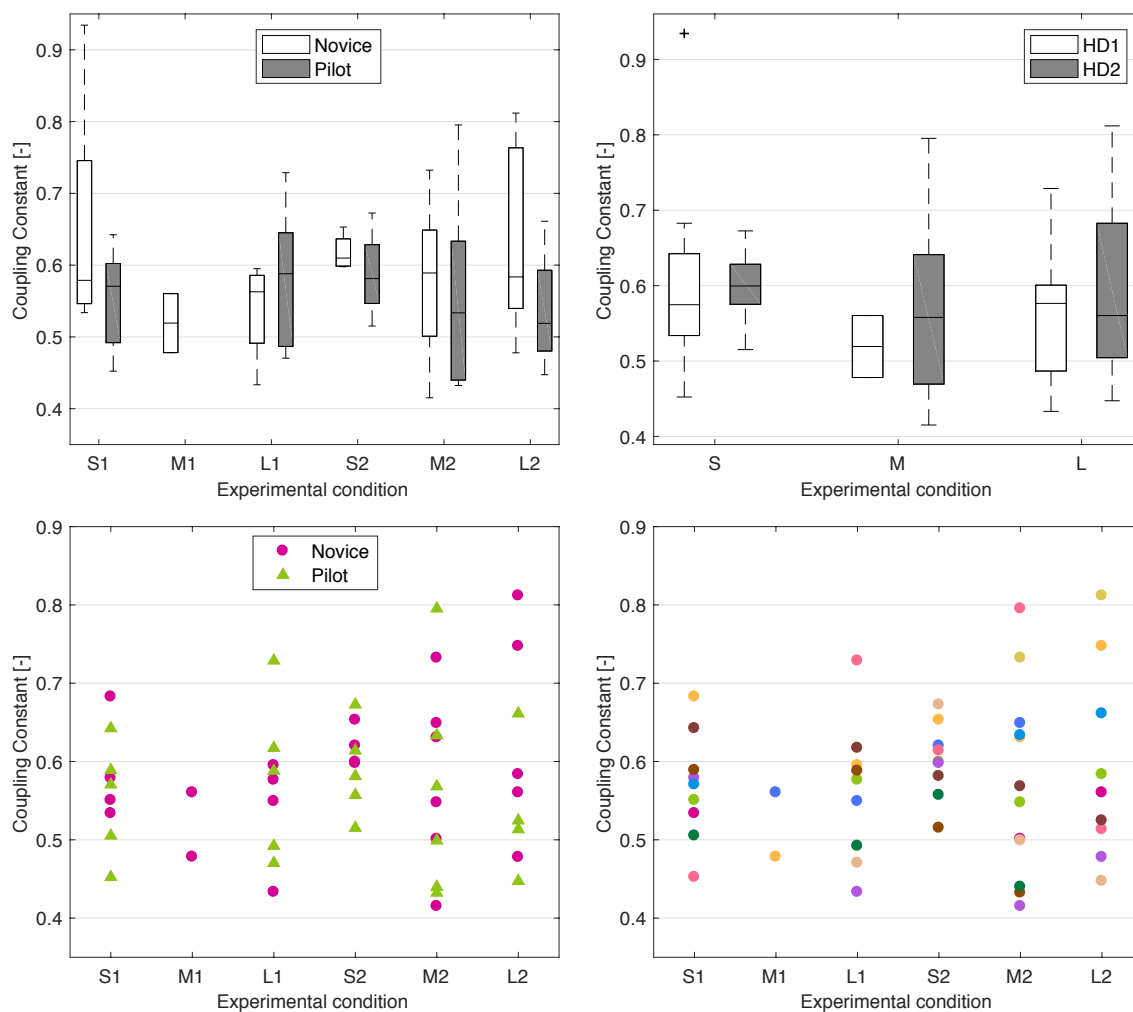 0.9
0.8
0.7
0.6
0.5
0.4
Coupling Constant [-]
Novice
Pilot
S1 M1 L1 S2 M2 L2
Experimental condition
0.9
0.8
0.7
0.6
0.5
0.4
Coupling Constant [-]
HD1
HD2
S M L
Experimental condition
0.9
0.8
0.7
0.6
0.5
0.4
Coupling Constant [-]
Novice
Pilot
S1 M1 L1 S2 M2 L2
Experimental condition
0.9
0.8
0.7
0.6
0.5
0.4
Coupling Constant [-]
S1 M1 L1 S2 M2 L2
Experimental condition